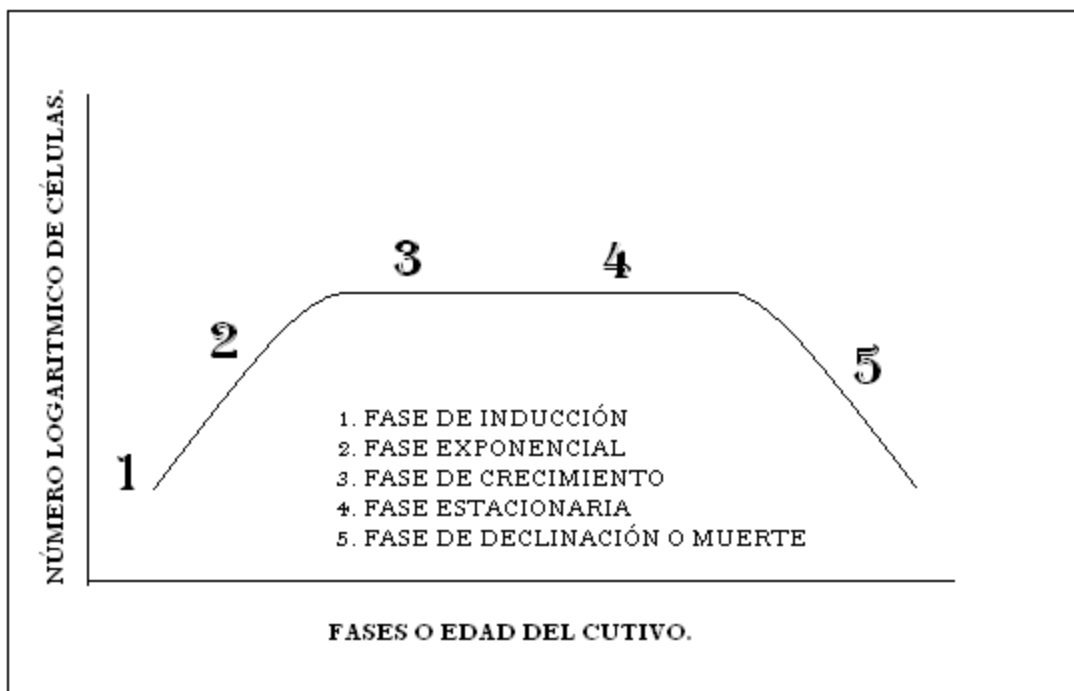 NÚMERO LOGARITMICO DE CÉLULAS.
3
4
2
5
1
1. FASE DE INDUCCIÓN
2. FASE EXPONENCIAL
3. FASE DE CRECIMIENTO
4. FASE ESTACIONARIA
5. FASE DE DECLINACIÓN O MUERTE
FASES O EDAD DEL CUTIVO.